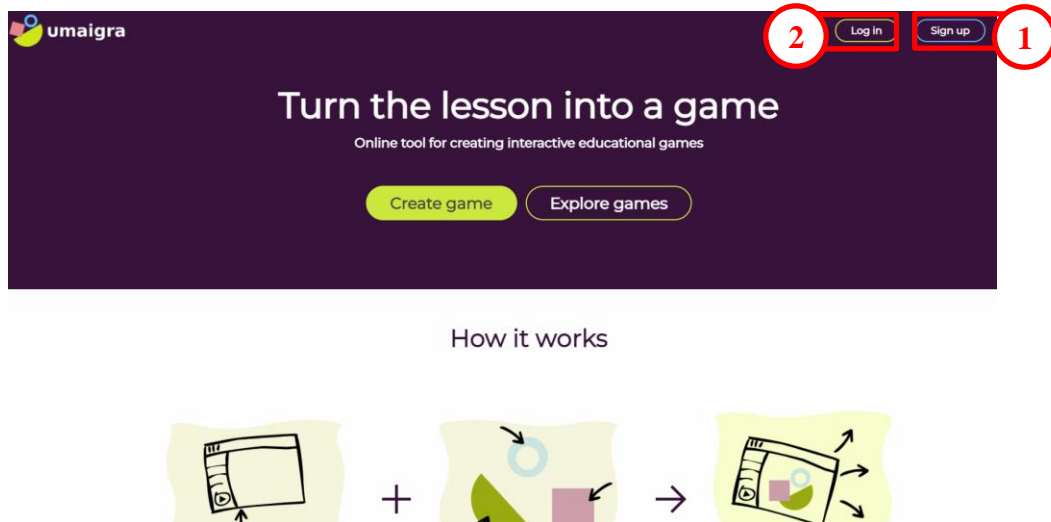 umaigra
2
Log in
Sign up
1
Turn the lesson into a game
Online tool for creating interactive educational games
Create game
Explore games
How it works
+